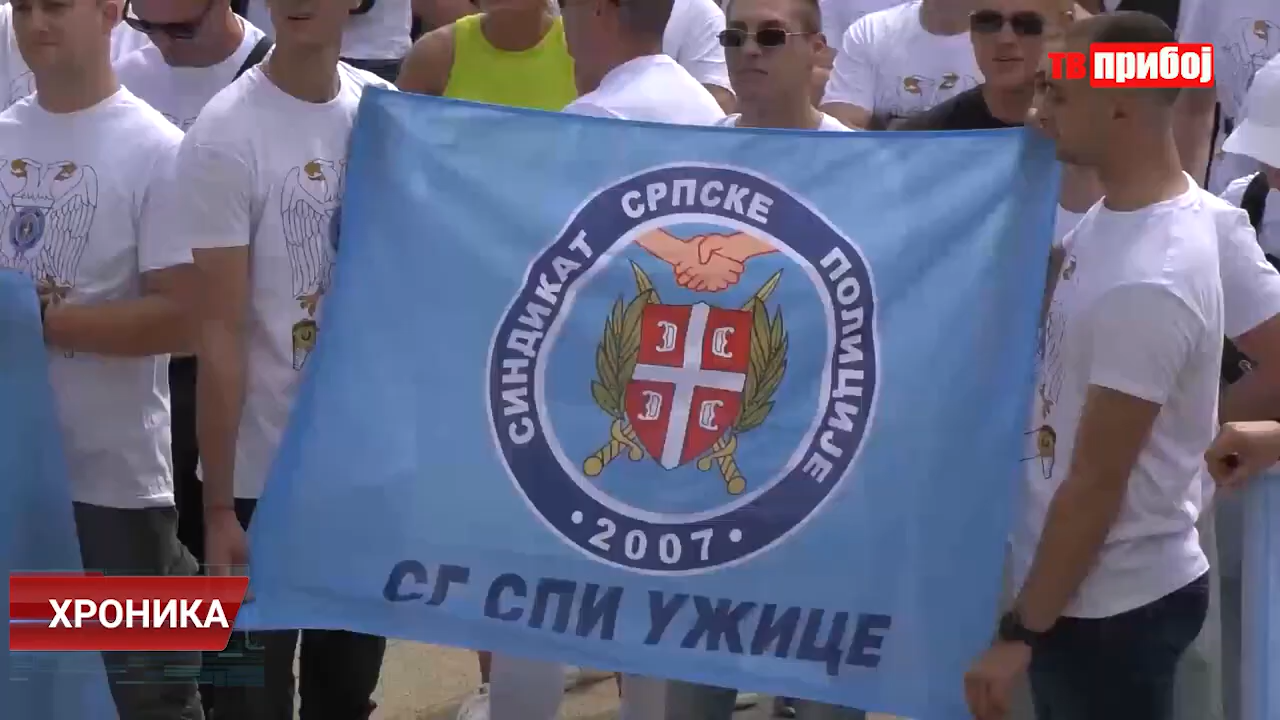 ТВ ПРИБОЈ
СИНДИКАТ СРПСКЕ ПОЛИЦИЈЕ
• 2007 •
СГ СПИ УЖИЦЕ
ХРОНИКА